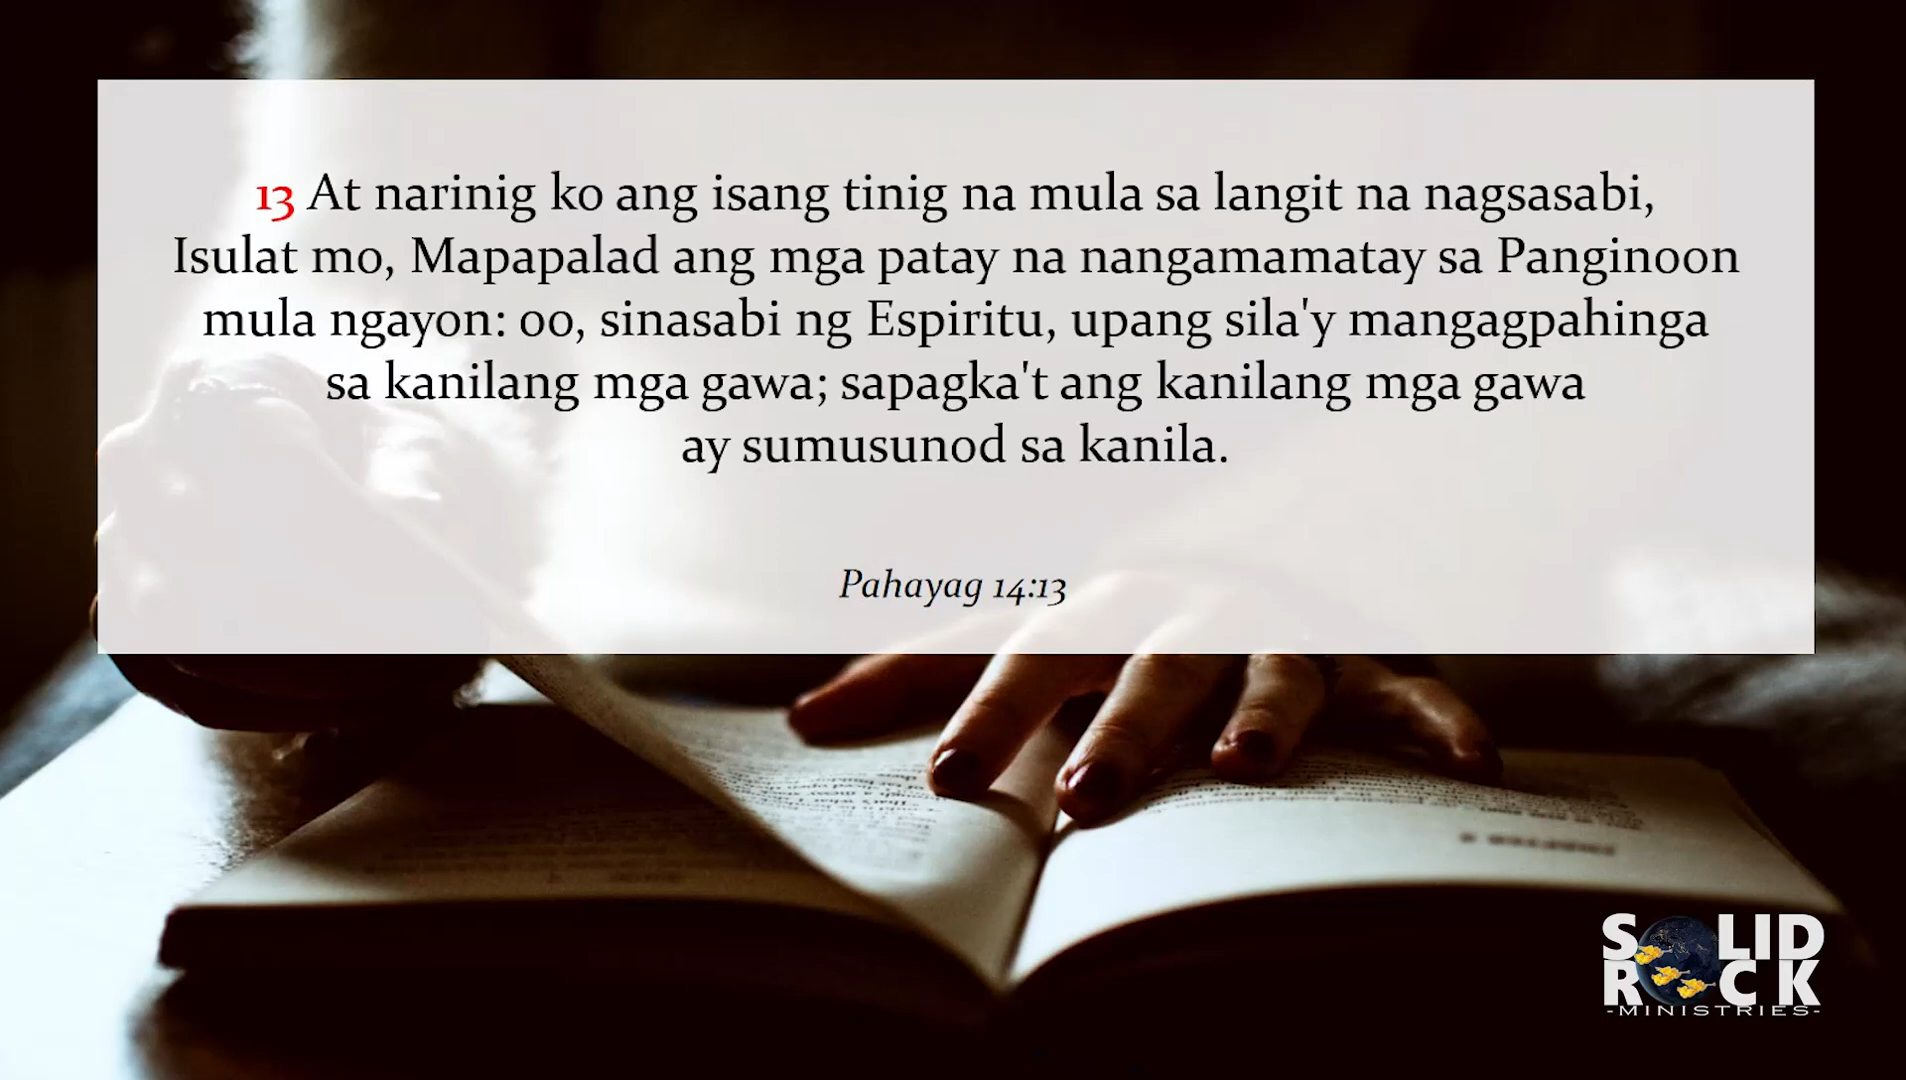 13 At narinig ko ang isang tinig na mula sa langit na nagsasabi,
Isulat mo, Mapapalad ang mga patay na nangamamatay sa Panginoon
mula ngayon: oo, sinasabi ng Espiritu, upang sila'y mangagpahinga
sa kanilang mga gawa; sapagka't ang kanilang mga gawa
ay sumusunod sa kanila.
Pahayag 14:13
SOLID
ROCK
-MINISTRIES-